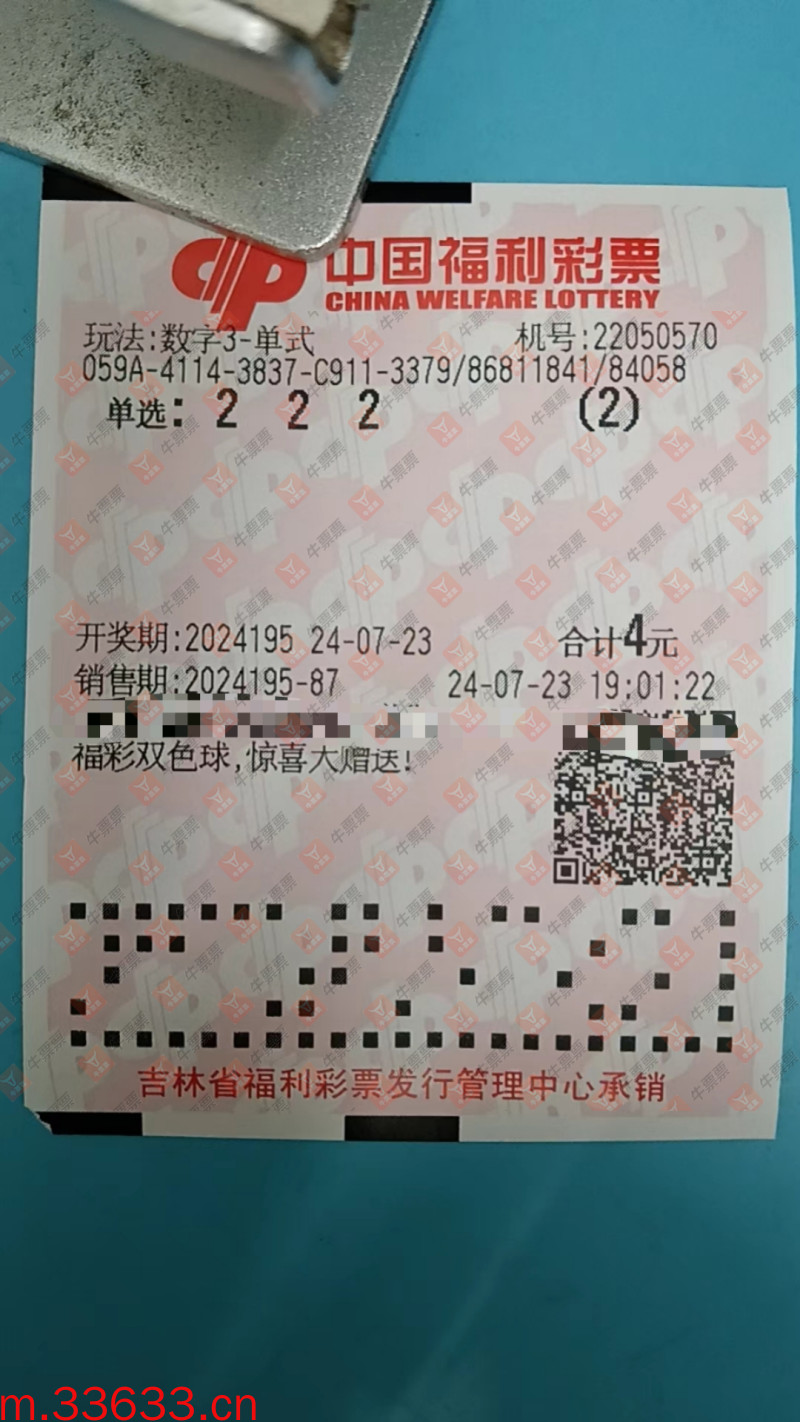 中国福利彩票
CHINA WELFARE LOTTERY
玩法:数字3-单式 机号:22050570
059A-4114-3837-C911-3379/86811841/84058
单选: 2 2 2 (2)
开奖期:2024195 24-07-23 合计4元
销售期:2024195-87 24-07-23 19:01:22
福彩双色球,惊喜大赠送!
吉林省福利彩票发行管理中心承销
牛票票
m.33633.cn